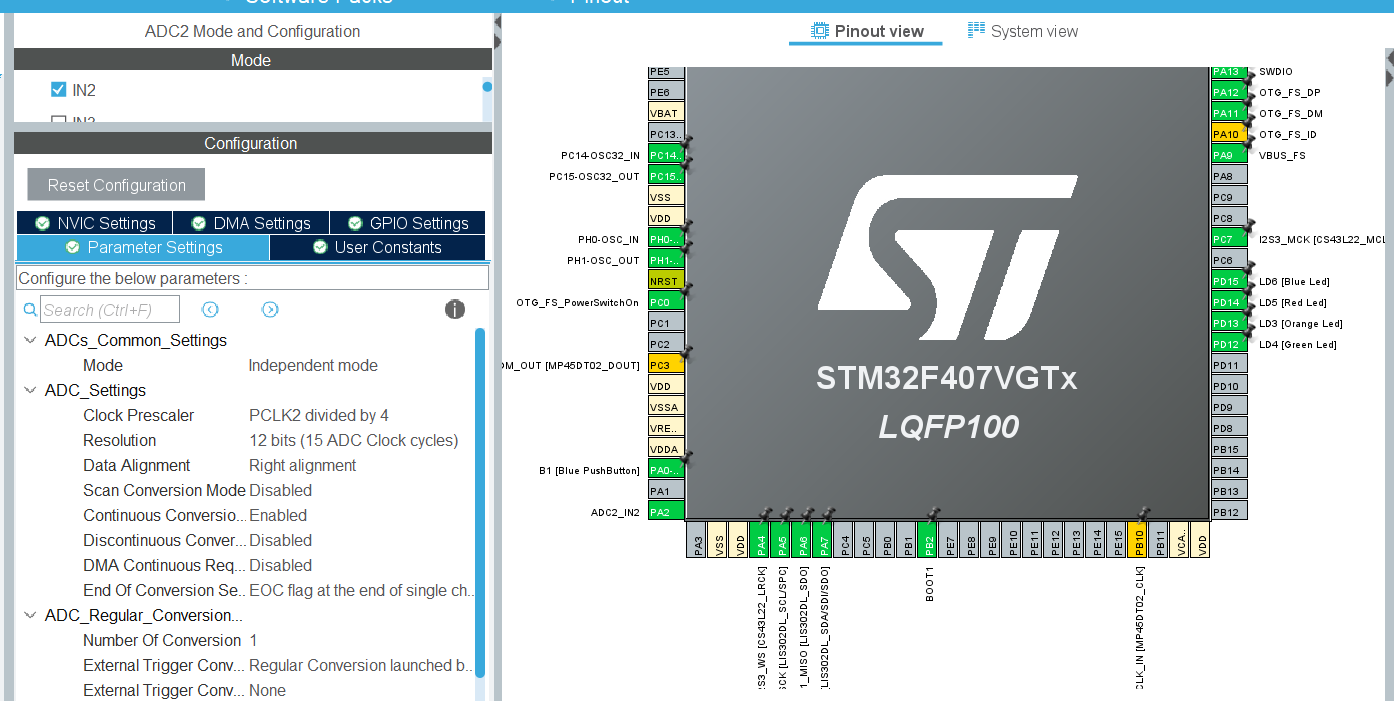 Software Packs
Pinout
ADC2 Mode and Configuration
Mode
IN2
Configuration
Reset Configuration
NVIC Settings
DMA Settings
GPIO Settings
Parameter Settings
User Constants
Configure the below parameters :
Search (Ctrl+F)
ADCs_Common_Settings
Mode Independent mode
ADC_Settings
Clock Prescaler PCLK2 divided by 4
Resolution 12 bits (15 ADC Clock cycles)
Data Alignment Right alignment
Scan Conversion Mode Disabled
Continuous Conversio... Enabled
Discontinuous Conver... Disabled
DMA Continuous Req... Disabled
End Of Conversion Se... EOC flag at the end of single ch..
ADC_Regular_Conversion...
Number Of Conversion 1
External Trigger Conv... Regular Conversion launched b..
External Trigger Conv... None
Pinout view
System view
PE5
PE6
VBAT
PC13..
PC14-OSC32_IN PC14..
PC15-OSC32_OUT PC15..
VSS
VDD
PH0-OSC_IN PH0-..
PH1-OSC_OUT PH1-..
NRST
OTG_FS_PowerSwitchOn PC0
PC1
PC2
DM_OUT [MP45DT02_DOUT] PC3
VDD
VSSA
VRE..
VDDA
B1 [Blue PushButton] PA0-..
PA1
ADC2_IN2 PA2
STM32F407VGTx
LQFP100
PA13 SWDIO
PA12 OTG_FS_DP
PA11 OTG_FS_DM
PA10 OTG_FS_ID
PA9 VBUS_FS
PA8
PC9
PC8
PC7 I2S3_MCK [CS43L22_MCL
PC6
PD15 LD6 [Blue Led]
PD14 LD5 [Red Led]
PD13 LD3 [Orange Led]
PD12 LD4 [Green Led]
PD11
PD10
PD9
PD8
PB15
PB14
PB13
PB12
PA3
VSS
VDD
PA4
PA5
PA6
PA7
PC4
PC5
PB0
PB1
PB2
PE7
PE8
PE9
PE10
PE11
PE12
PE13
PE14
PE15
PB10
PB11
VCA..
VDD
2S3_WS [CS43L22_LRCK]
SCK [LIS302DL_SCL/SPC]
1_MISO [LIS302DL_SDO]
[LIS302DL_SDA/SDI/SDO]
BOOT1
CLK_IN [MP45DT02_CLK]